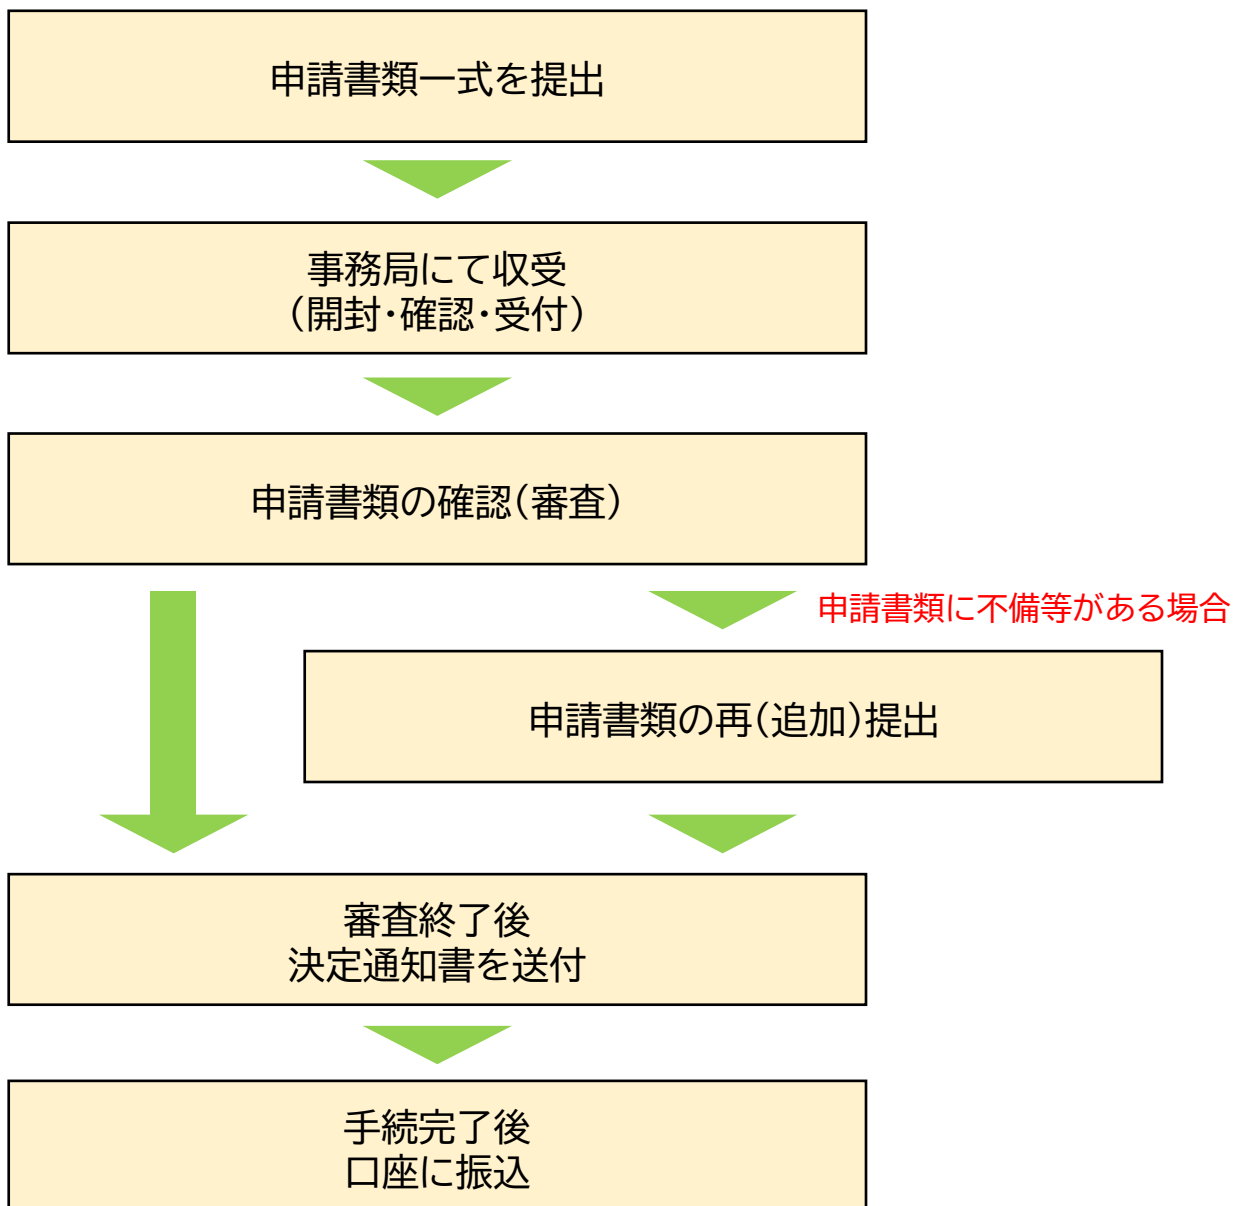 申請書類一式を提出
事務局にて収受
（開封・確認・受付）
申請書類の確認（審査）
申請書類に不備等がある場合
申請書類の再（追加）提出
審査終了後
決定通知書を送付
手続完了後
口座に振込